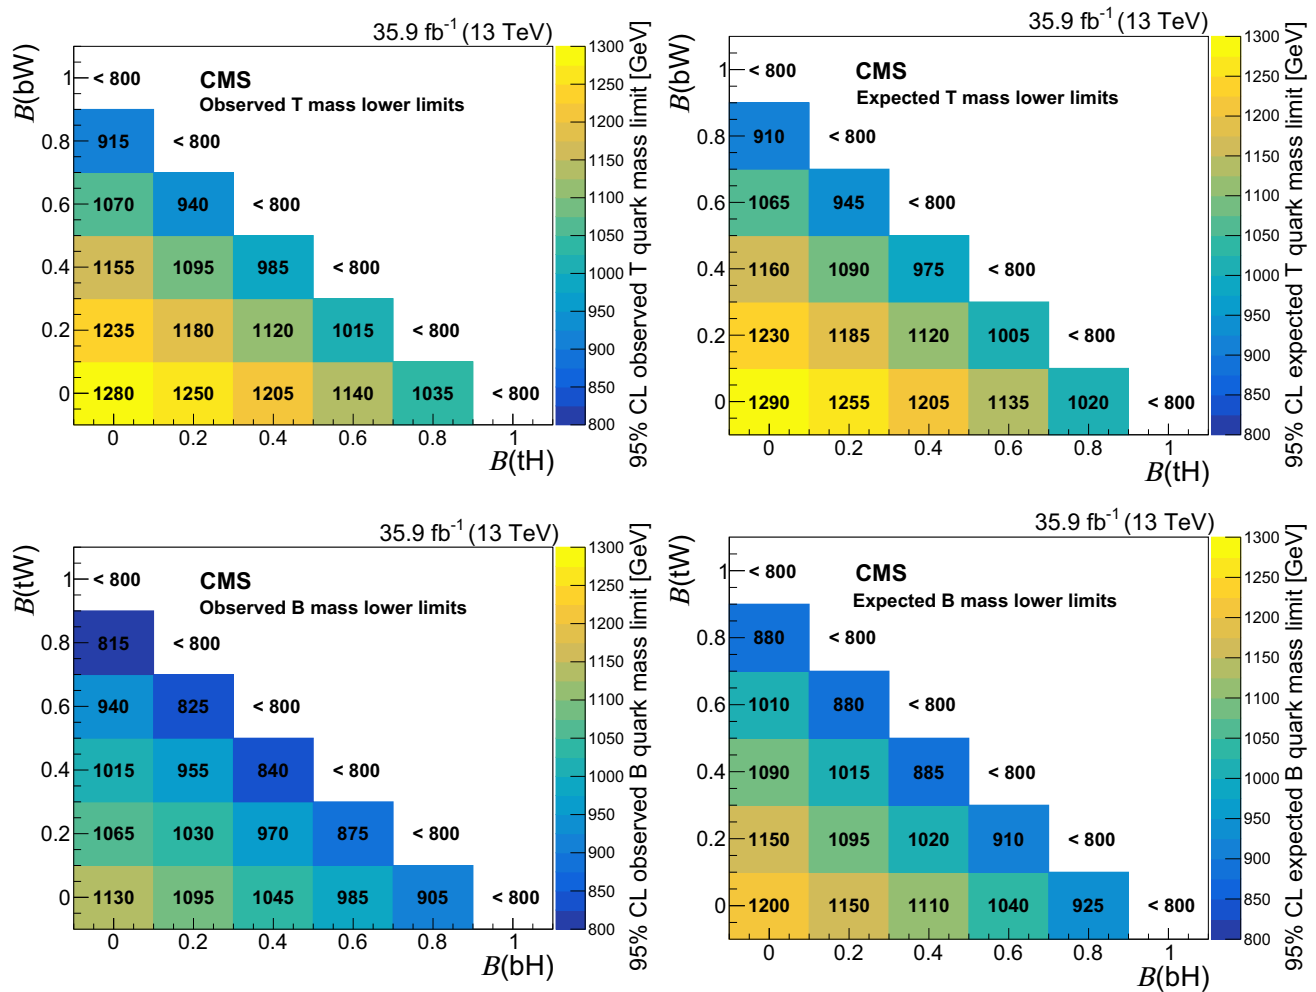 35.9 fb⁻¹ (13 TeV)
CMS
Observed T mass lower limits
B(bW)
1 < 800
0.8 915 < 800
0.6 1070 940 < 800
0.4 1155 1095 985 < 800
0.2 1235 1180 1120 1015 < 800
0 1280 1250 1205 1140 1035 < 800
0 0.2 0.4 0.6 0.8 1
B(tH)
1300
1250
1200
1150
1100
1050
1000
950
900
850
800
95% CL observed T quark mass limit [GeV]
35.9 fb⁻¹ (13 TeV)
CMS
Expected T mass lower limits
B(bW)
1 < 800
0.8 910 < 800
0.6 1065 945 < 800
0.4 1160 1090 975 < 800
0.2 1230 1185 1120 1005 < 800
0 1290 1255 1205 1135 1020 < 800
0 0.2 0.4 0.6 0.8 1
B(tH)
1300
1250
1200
1150
1100
1050
1000
950
900
850
800
95% CL expected T quark mass limit [GeV]
35.9 fb⁻¹ (13 TeV)
CMS
Observed B mass lower limits
B(tW)
1 < 800
0.8 815 < 800
0.6 940 825 < 800
0.4 1015 955 840 < 800
0.2 1065 1030 970 875 < 800
0 1130 1095 1045 985 905 < 800
0 0.2 0.4 0.6 0.8 1
B(bH)
1300
1250
1200
1150
1100
1050
1000
950
900
850
800
95% CL observed B quark mass limit [GeV]
35.9 fb⁻¹ (13 TeV)
CMS
Expected B mass lower limits
B(tW)
1 < 800
0.8 880 < 800
0.6 1010 880 < 800
0.4 1090 1015 885 < 800
0.2 1150 1095 1020 910 < 800
0 1200 1150 1110 1040 925 < 800
0 0.2 0.4 0.6 0.8 1
B(bH)
1300
1250
1200
1150
1100
1050
1000
950
900
850
800
95% CL expected B quark mass limit [GeV]